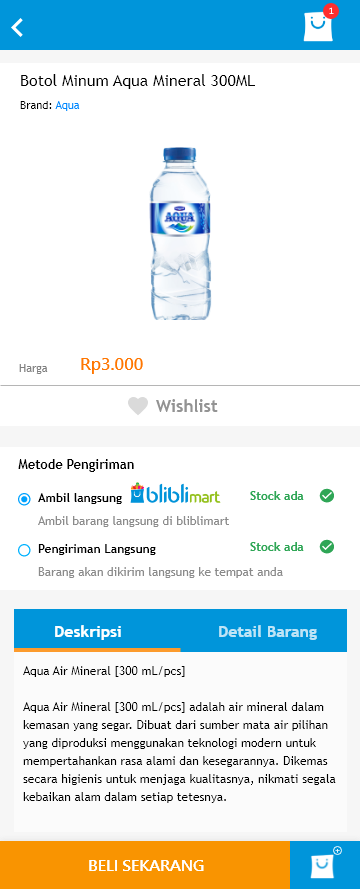 1
Botol Minum Aqua Mineral 300ML
Brand: Aqua
AQUA
Harga
Rp3.000
Wishlist
Metode Pengiriman
Ambil langsung
bliblimart
Stock ada
Ambil barang langsung di bliblimart
Pengiriman Langsung
Stock ada
Barang akan dikirim langsung ke tempat anda
Deskripsi
Detail Barang
Aqua Air Mineral [300 mL/pcs]
Aqua Air Mineral [300 mL/pcs] adalah air mineral dalam
kemasan yang segar. Dibuat dari sumber mata air pilihan
yang diproduksi menggunakan teknologi modern untuk
mempertahankan rasa alami dan kesegarannya. Dikemas
secara higienis untuk menjaga kualitasnya, nikmati segala
kebaikan alam dalam setiap tetesnya.
BELI SEKARANG